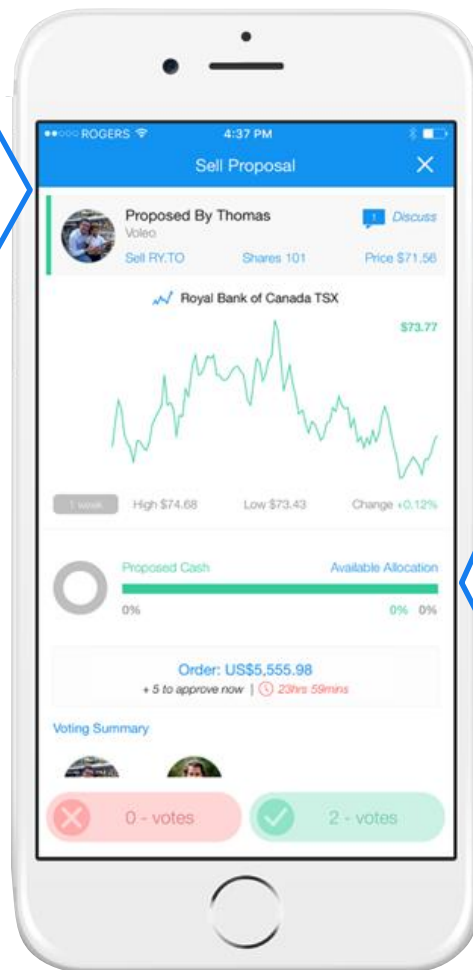 ROGERS 4:37 PM
Sell Proposal
Proposed By Thomas
Voleo
1 Discuss
Sell RY.TO Shares 101 Price $71.56
Royal Bank of Canada TSX
$73.77
1 week High $74.68 Low $73.43 Change +0.12%
Proposed Cash Available Allocation
0% 0% 0%
Order: US$5,555.98
+ 5 to approve now | 23hrs 59mins
Voting Summary
0 - votes 2 - votes